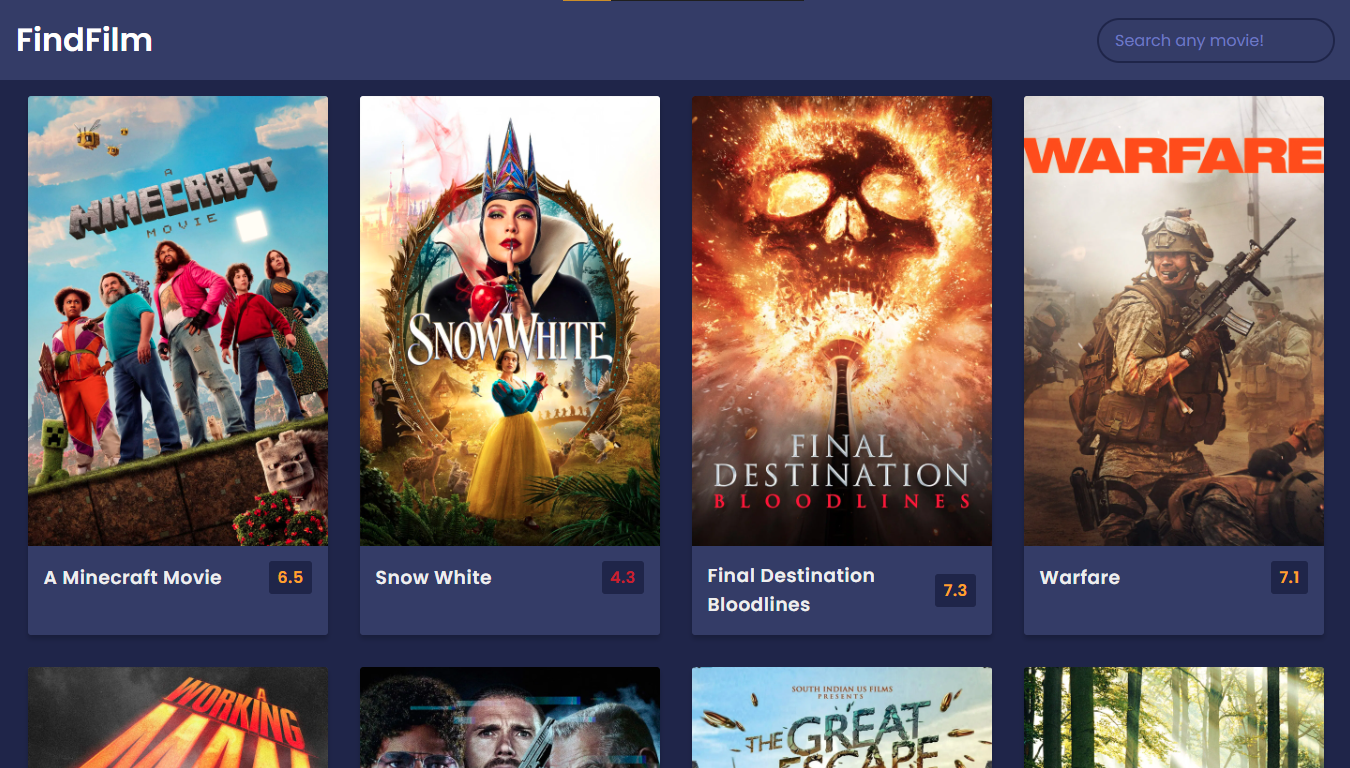 FindFilm
Search any movie!
A
MINECRAFT
MOVIE
SNOW WHITE
FINAL
DESTINATION
BLOODLINES
WARFARE
A Minecraft Movie
6.5
Snow White
4.3
Final Destination
Bloodlines
7.3
Warfare
7.1
A
WORKING
MAN
SOUTH INDIAN US FILMS
PRESENTS
THE GREAT
ESCAPE